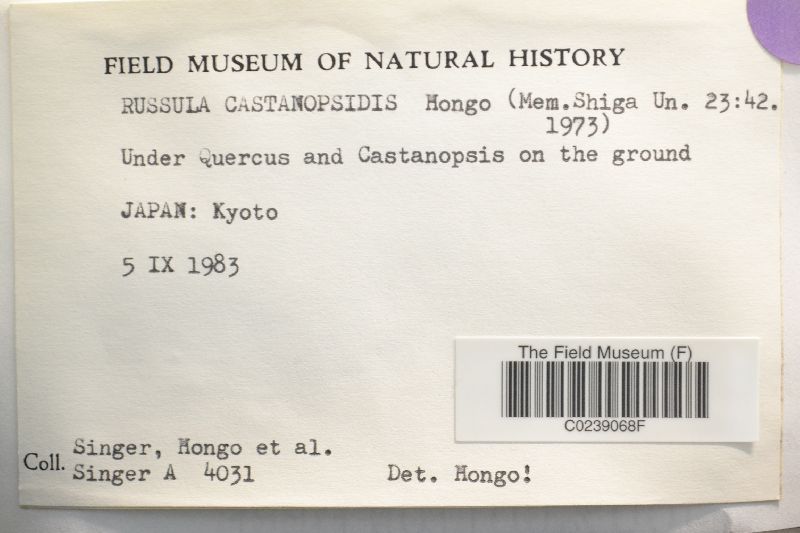 FIELD MUSEUM OF NATURAL HISTORY
RUSSULA CASTANOPSIDIS Hongo (Mem.Shiga Un. 23:42.
1973)
Under Quercus and Castanopsis on the ground
JAPAN: Kyoto
5 IX 1983
The Field Museum (F)
C0239068F
Coll. Singer, Hongo et al.
Singer A 4031 Det. Hongo!